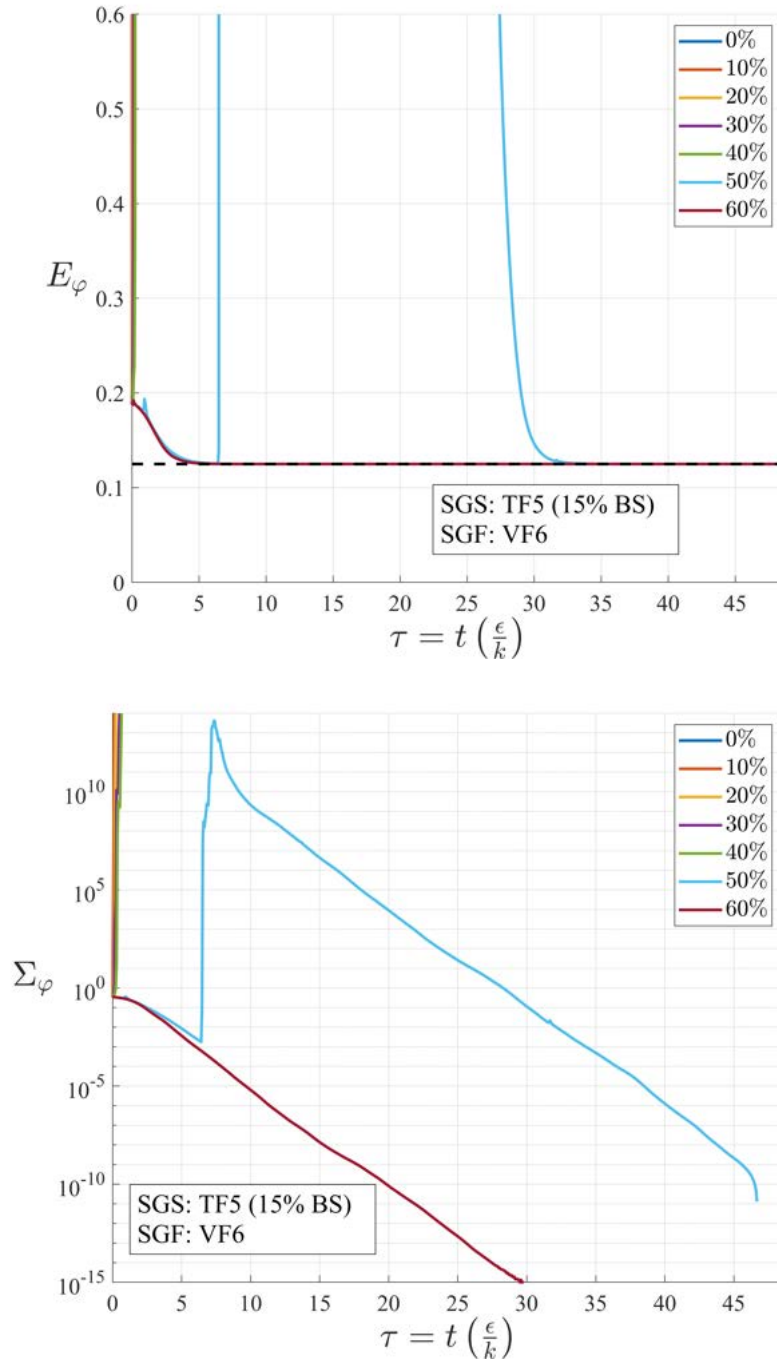 0.6
0.5
0.4
0.3
0.2
0.1
0
E_φ
0%
10%
20%
30%
40%
50%
60%
SGS: TF5 (15% BS)
SGF: VF6
0 5 10 15 20 25 30 35 40 45
τ = t (ϵ/k)
10^10
10^5
10^0
10^-5
10^-10
10^-15
Σ_φ
0%
10%
20%
30%
40%
50%
60%
SGS: TF5 (15% BS)
SGF: VF6
0 5 10 15 20 25 30 35 40 45
τ = t (ϵ/k)